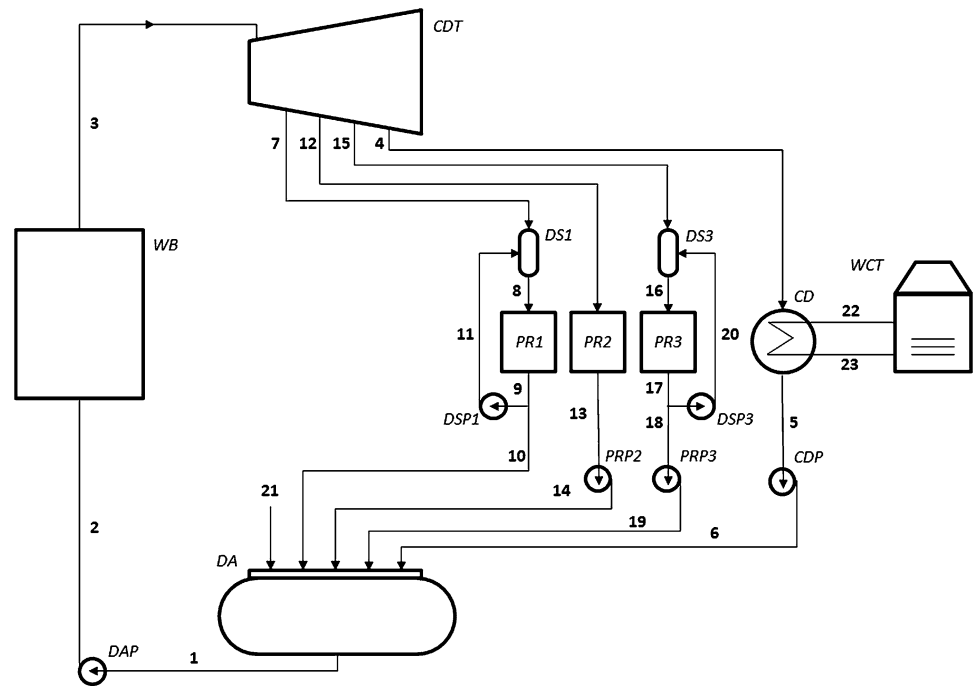 CDT
3
7 12 15 4
WB
DS1 DS3
WCT
8 16 CD 22
11 20
PR1 PR2 PR3
23
9 17
DSP1 13 18 DSP3 5
10 PRP2 PRP3 CDP
21 14
19 6
2
DA
DAP 1